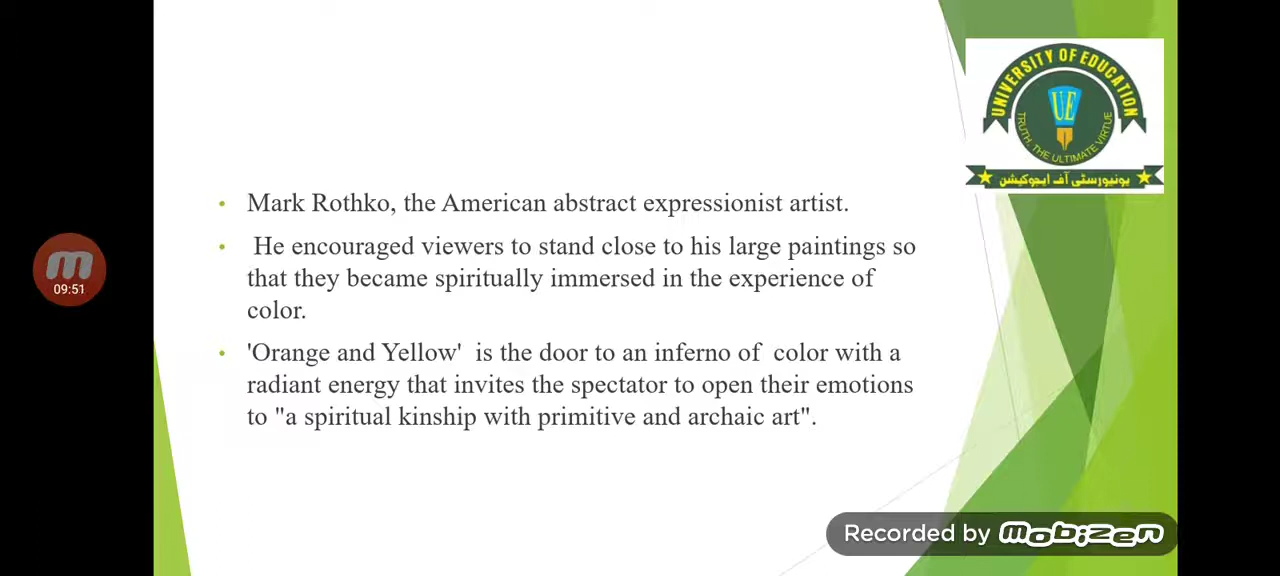 UNIVERSITY OF EDUCATION
UE
TRUTH, THE ULTIMATE VIRTUE
یونیورسٹی آف ایجوکیشن
• Mark Rothko, the American abstract expressionist artist.
• He encouraged viewers to stand close to his large paintings so
that they became spiritually immersed in the experience of
color.
• 'Orange and Yellow' is the door to an inferno of color with a
radiant energy that invites the spectator to open their emotions
to "a spiritual kinship with primitive and archaic art".
m
09:51
Recorded by mobizen